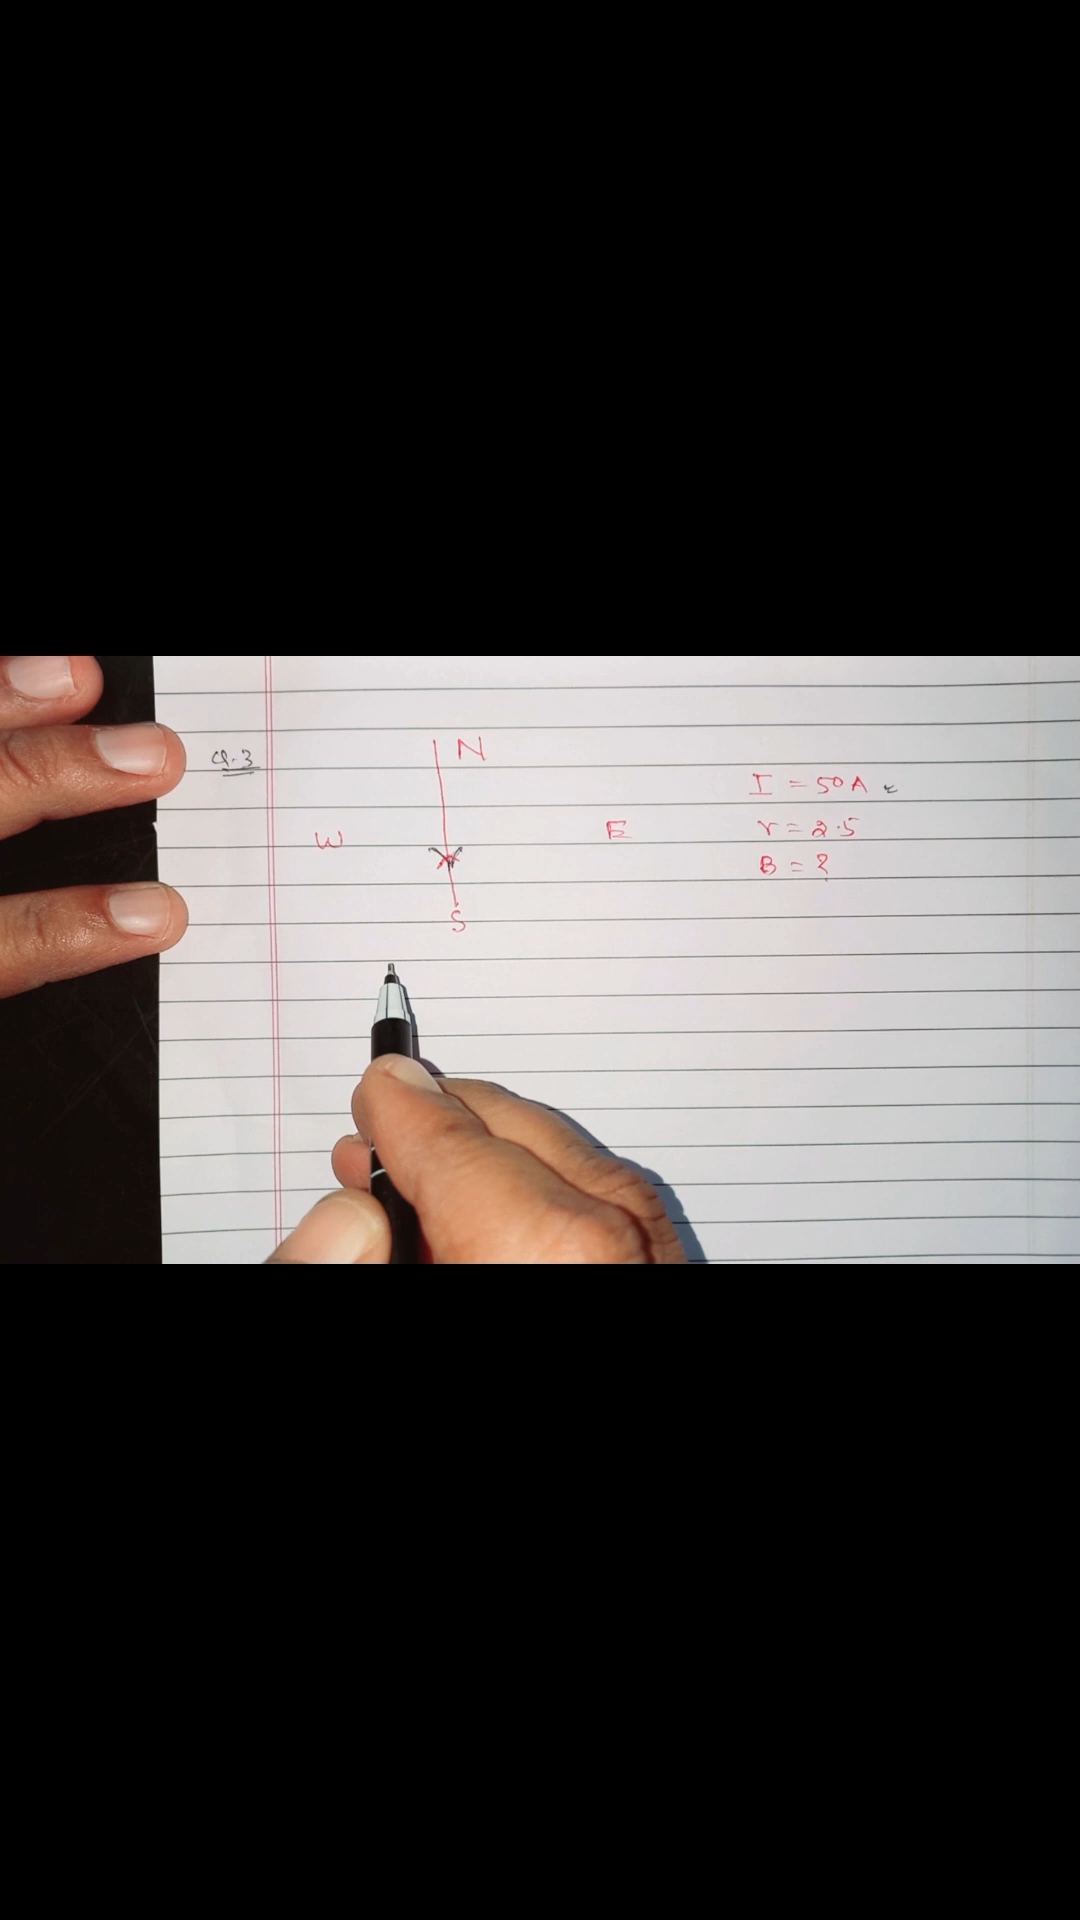 Q.3
N
W
E
S
I = 50A
r = 2.5
B = ?